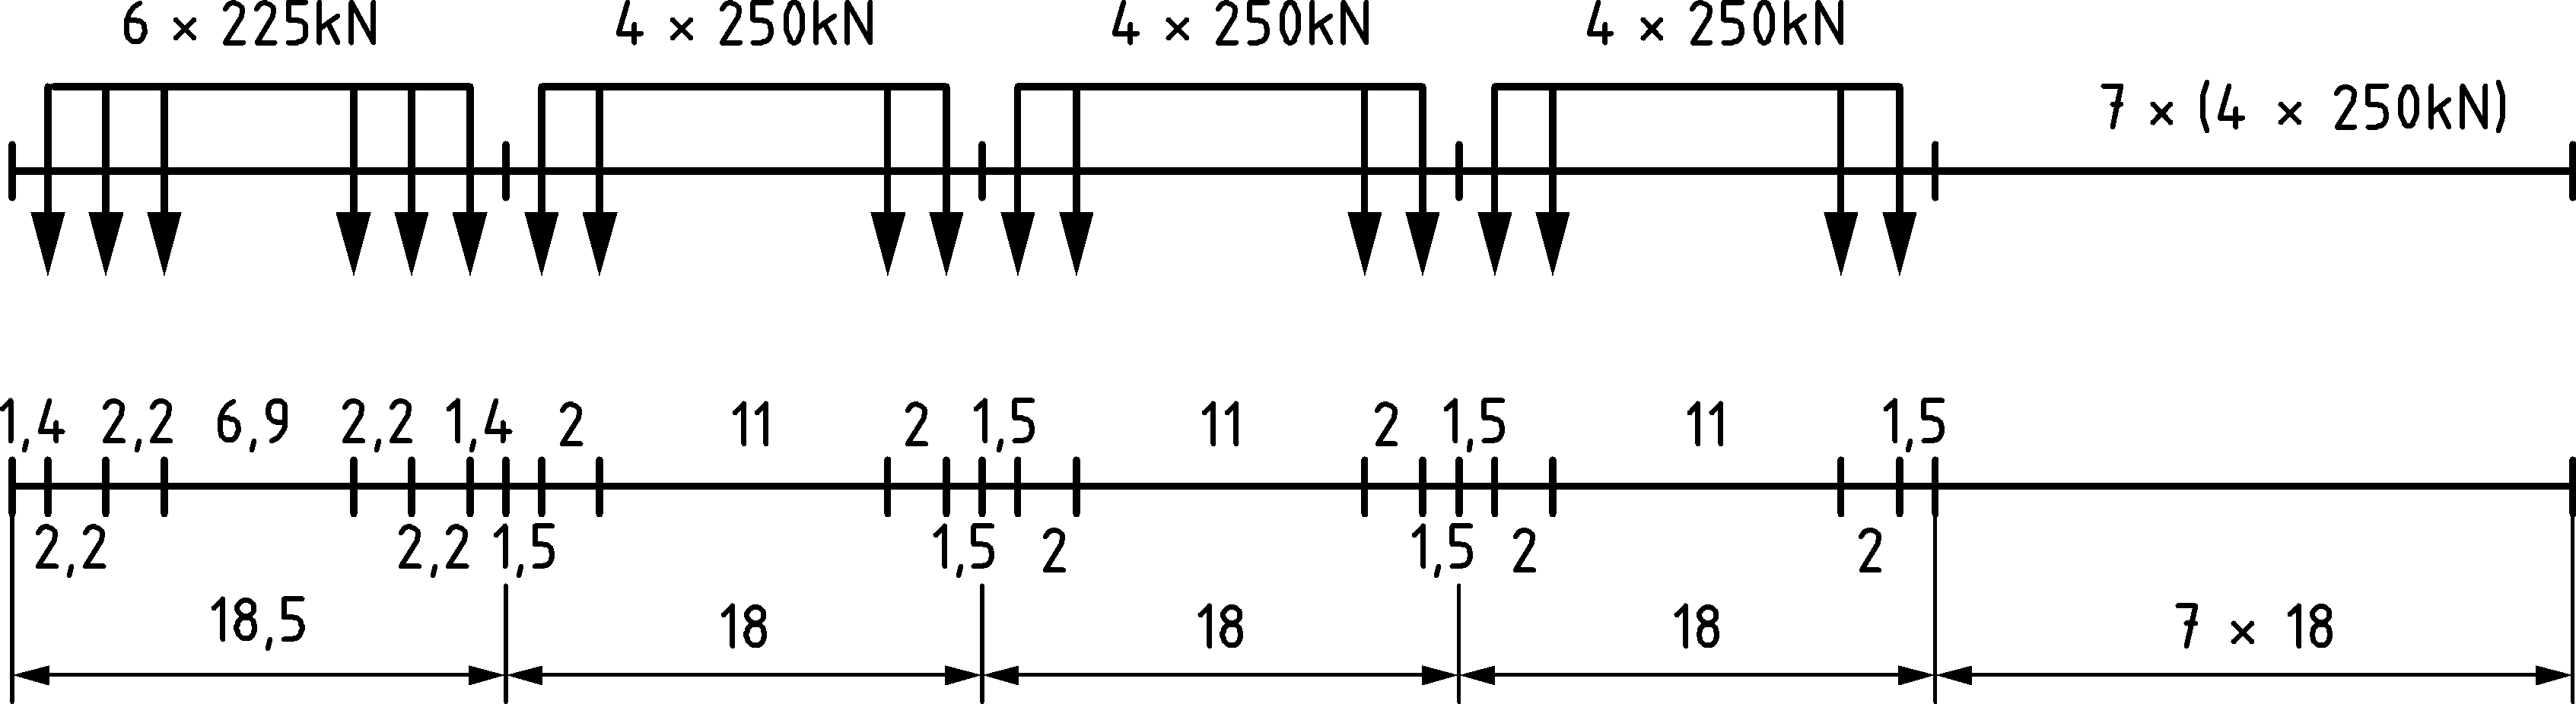 6 × 225kN 4 × 250kN 4 × 250kN 4 × 250kN
7 × (4 × 250kN)
1,4 2,2 6,9 2,2 1,4 2 11 2 1,5 11 2 1,5 11 1,5
2,2 2,2 1,5 1,5 2 1,5 2 2
18,5 18 18 18 7 × 18